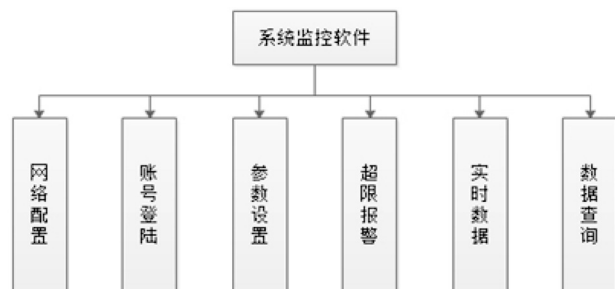 系统监控软件
网络配置
账号登陆
参数设置
超限报警
实时数据
数据查询